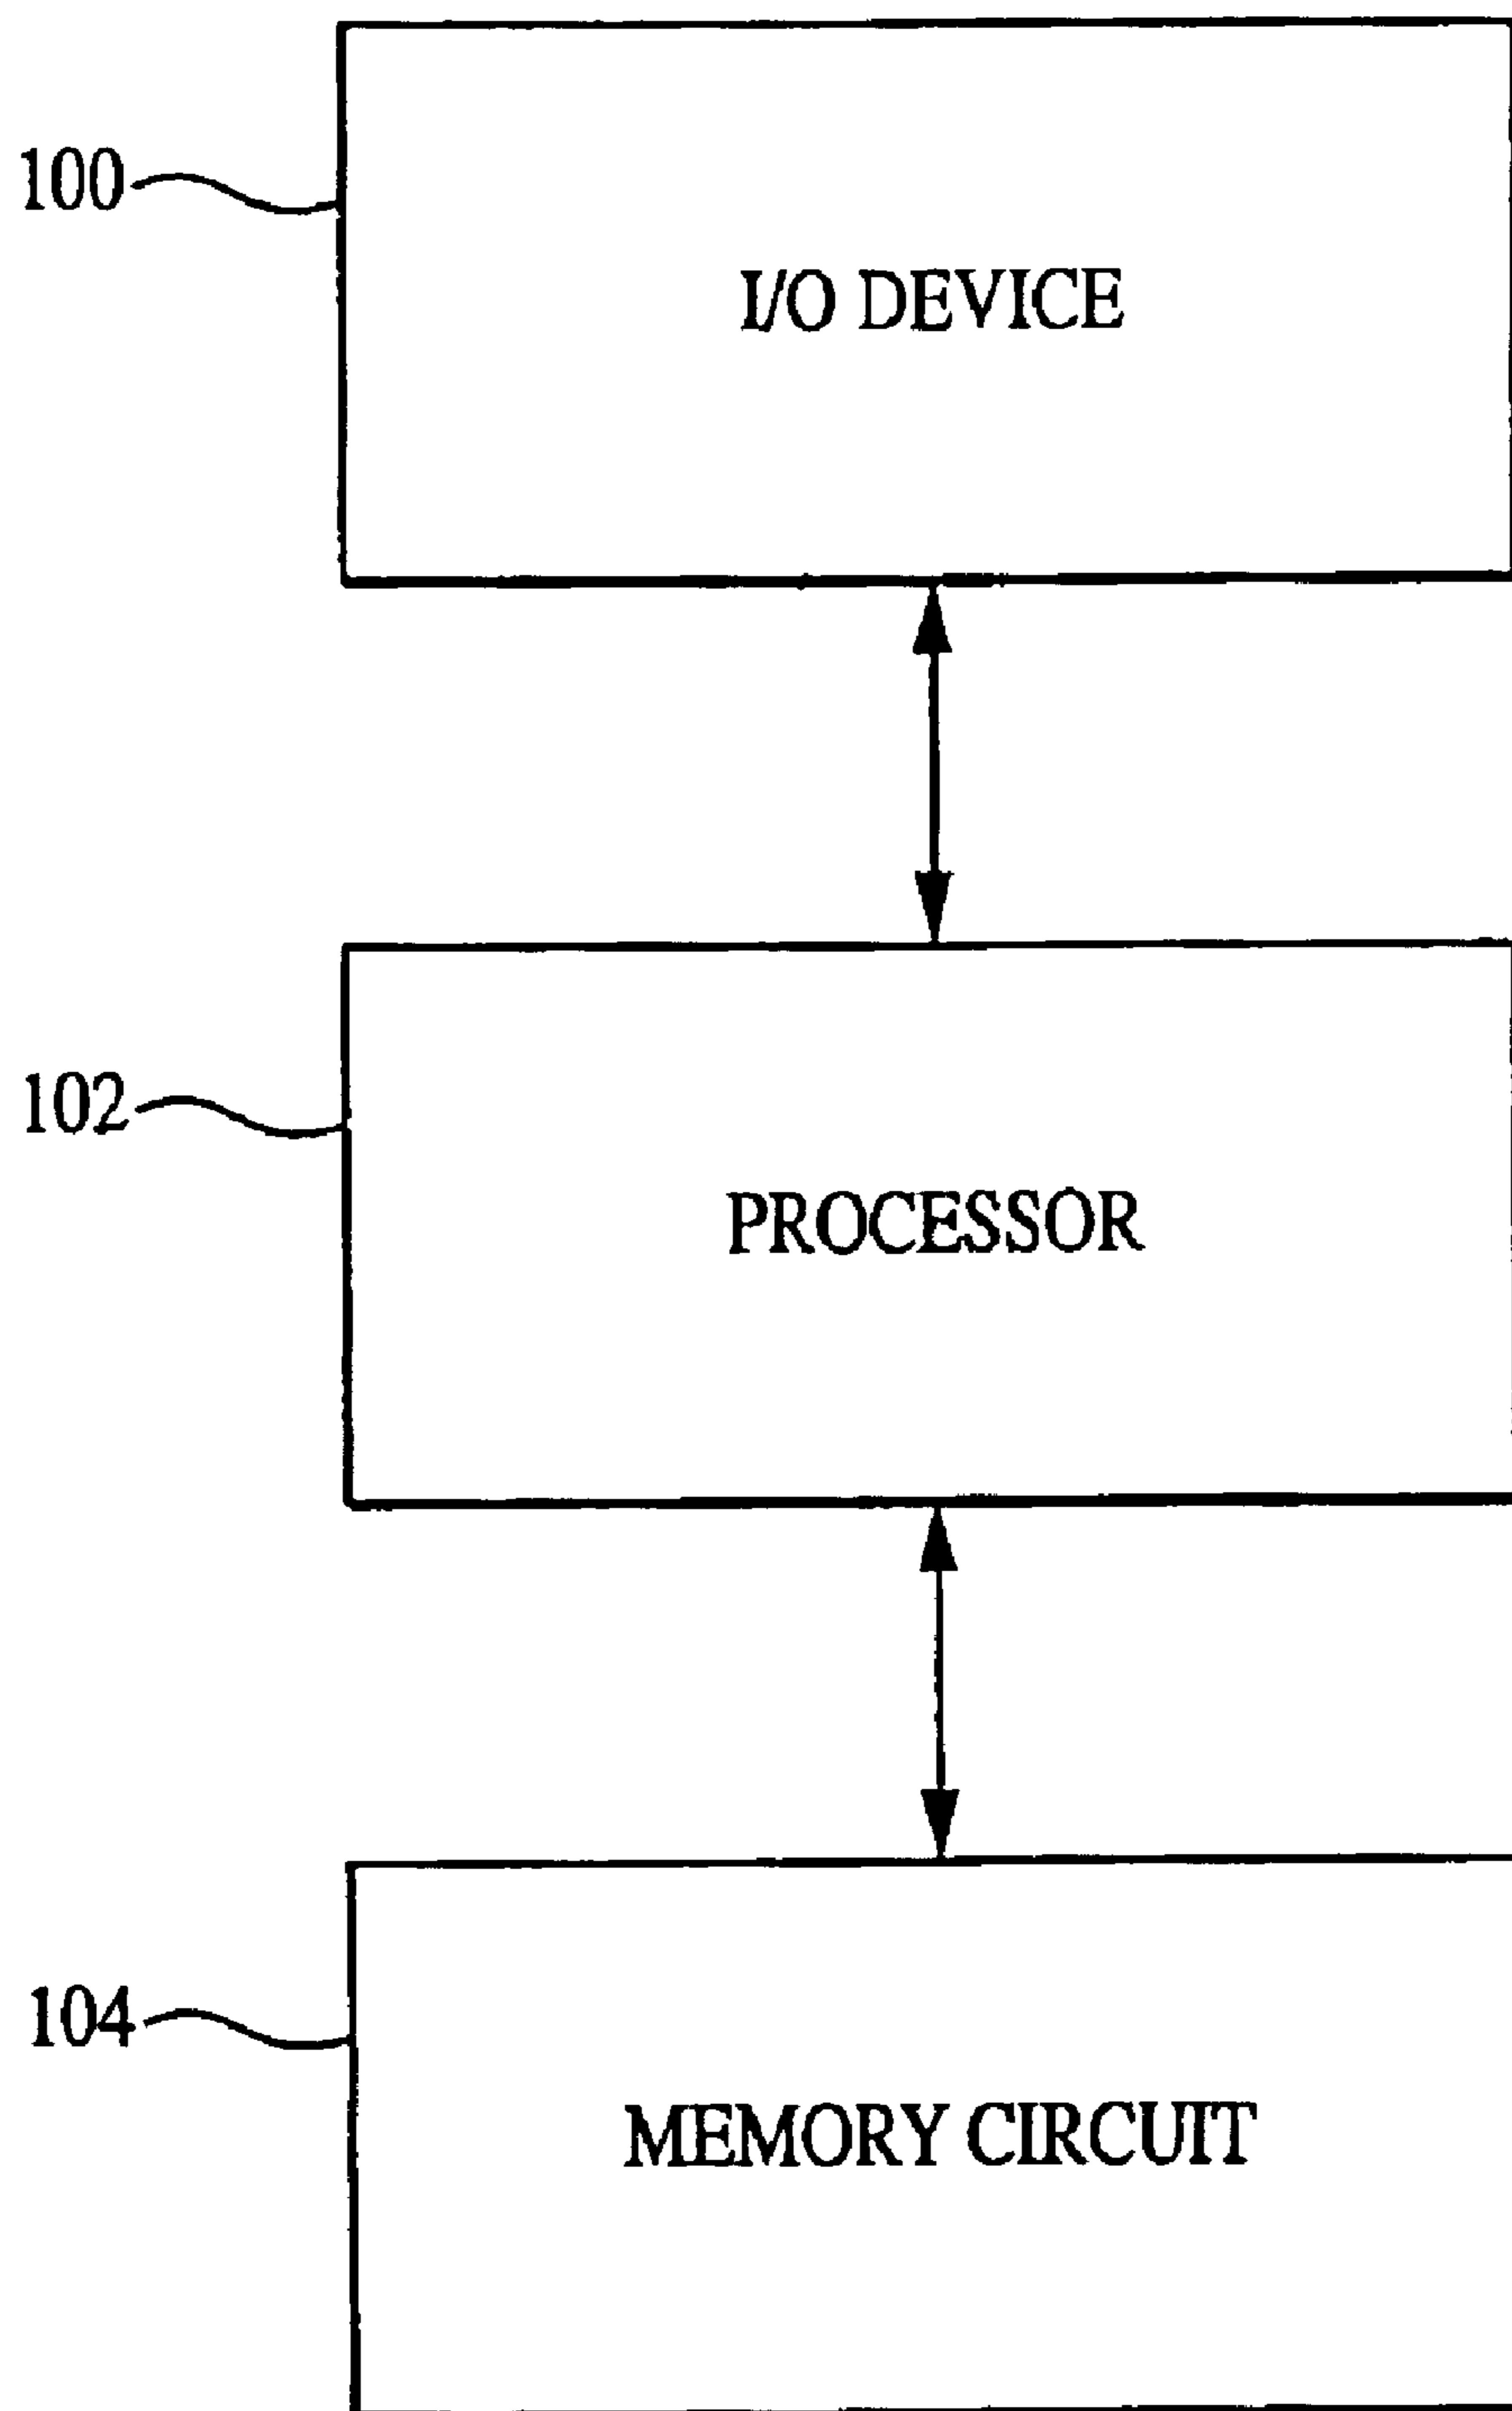 100
I/O DEVICE
102
PROCESSOR
104
MEMORY CIRCUIT